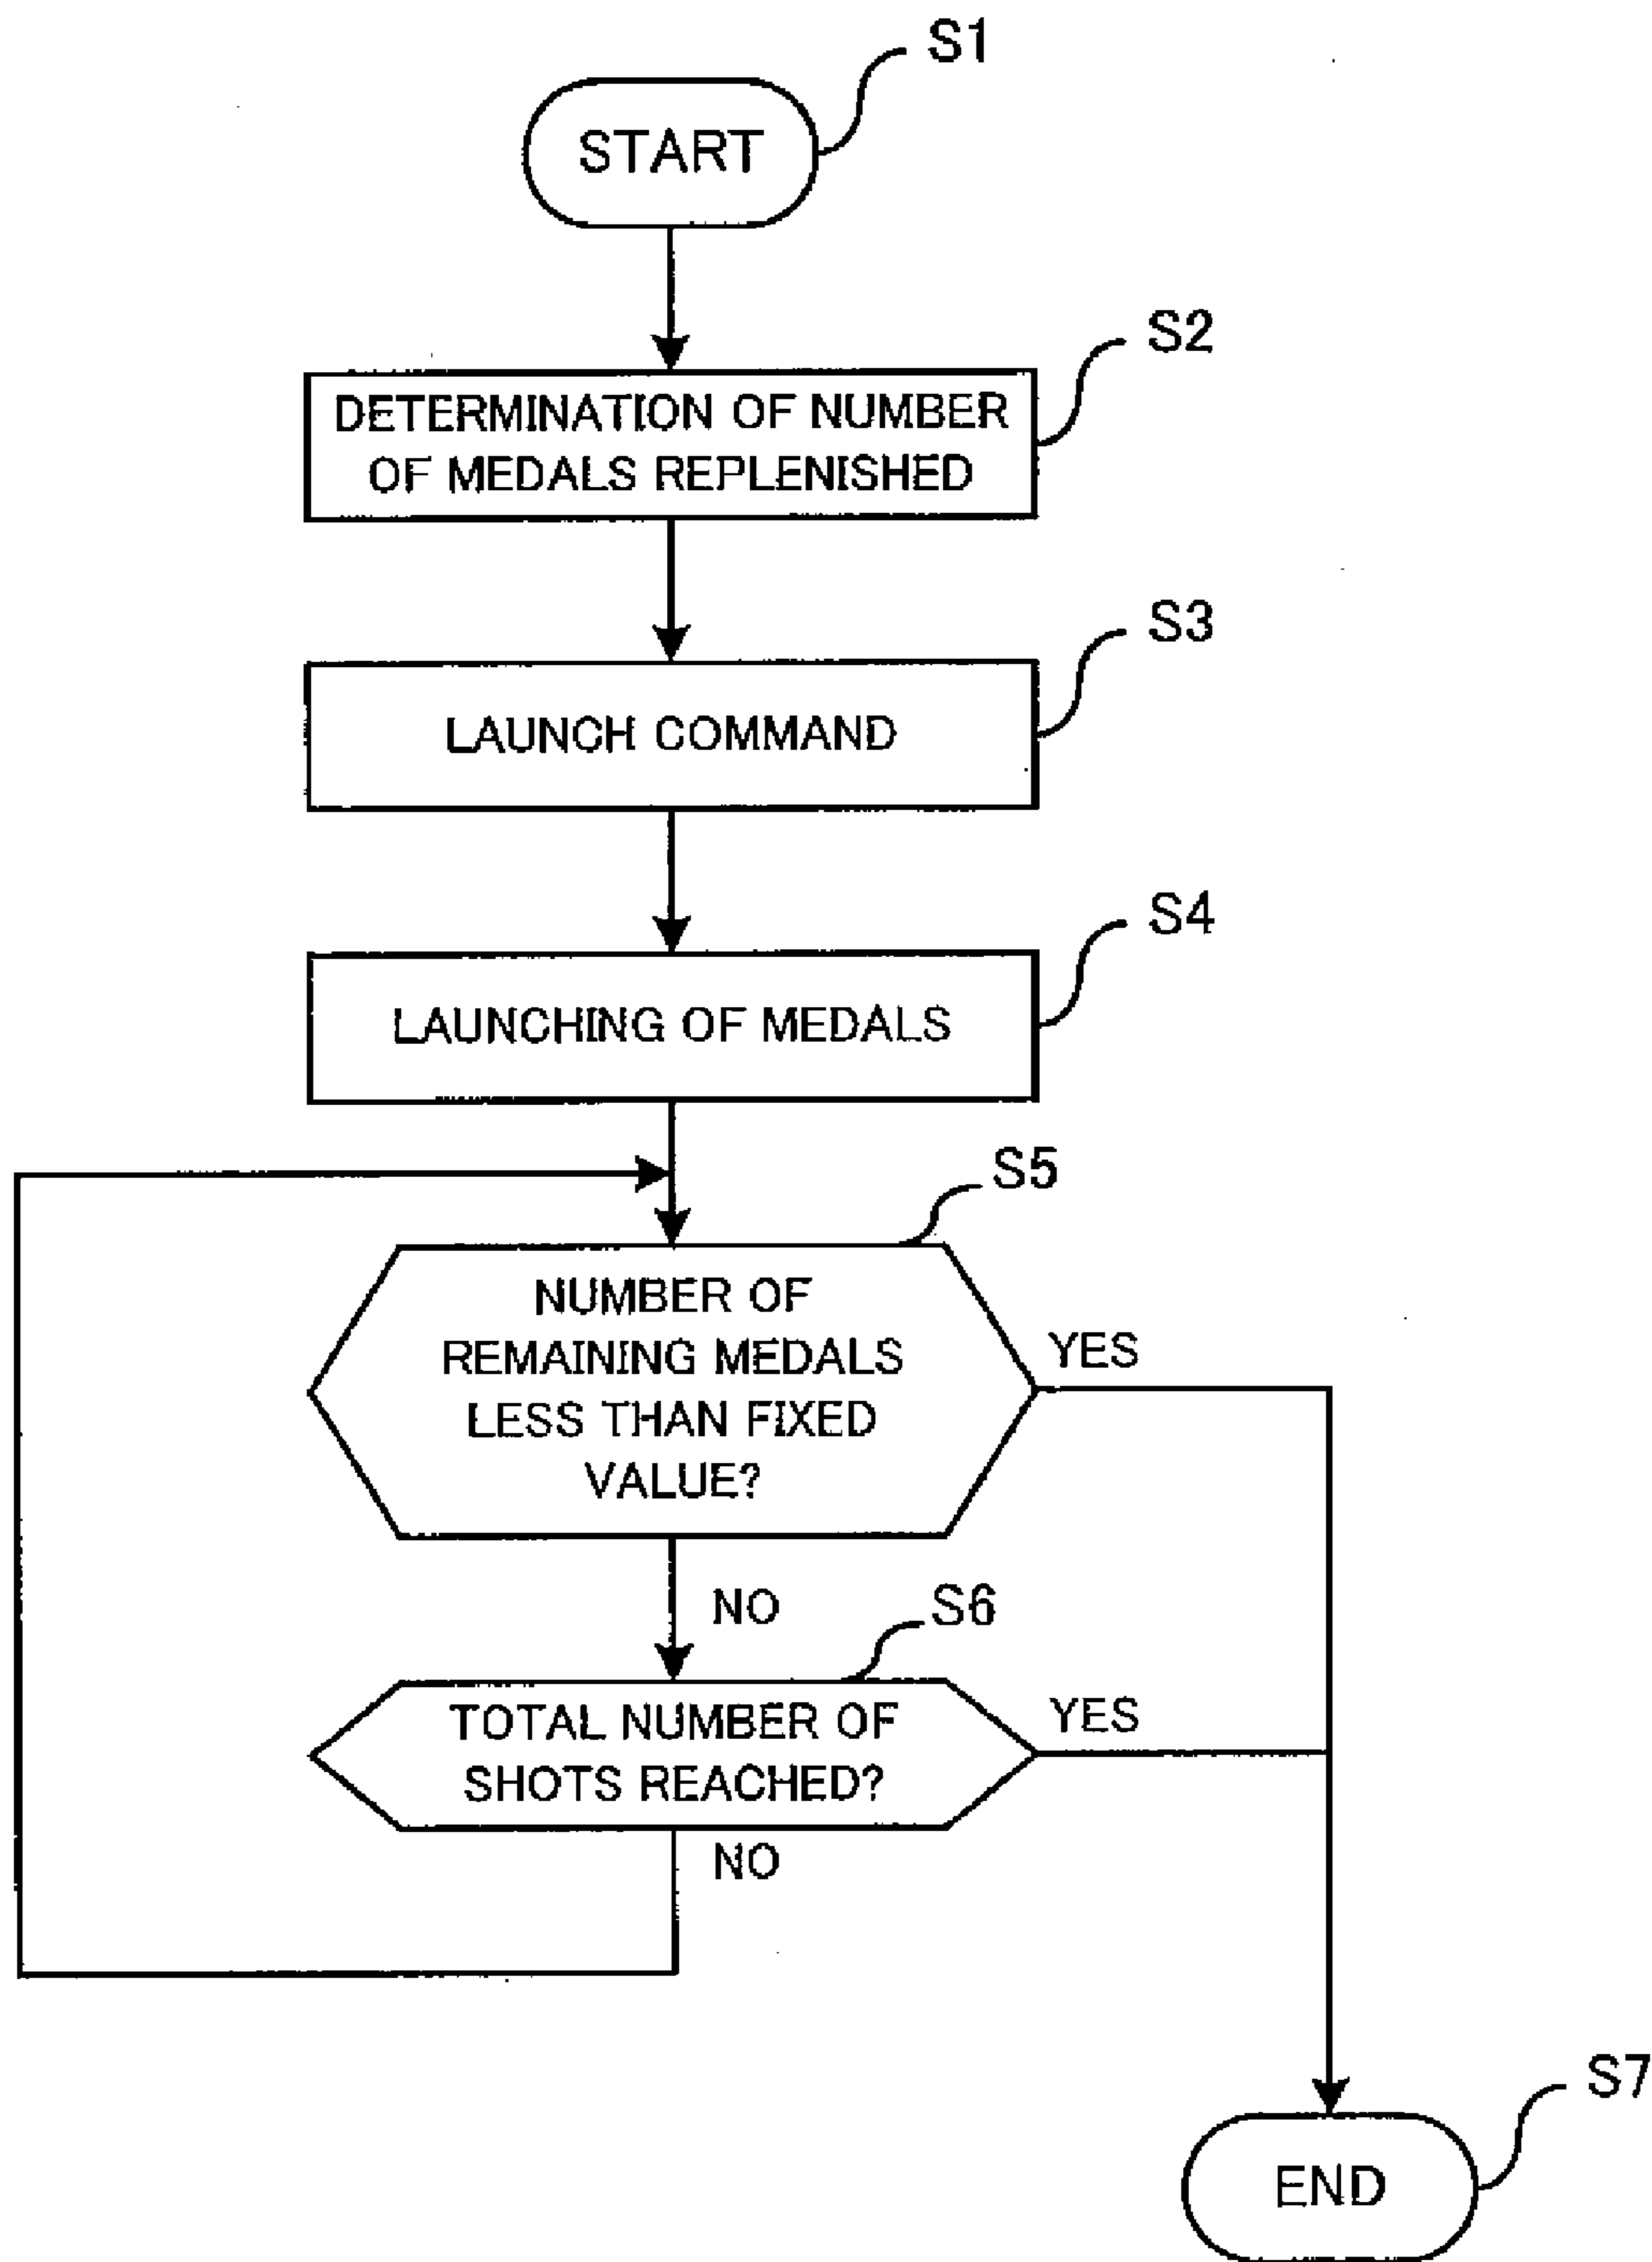 S1
START
S2
DETERMINATION OF NUMBER
OF MEDALS REPLENISHED
S3
LAUNCH COMMAND
S4
LAUNCHING OF MEDALS
S5
NUMBER OF
REMAINING MEDALS
LESS THAN FIXED
VALUE?
YES
NO
S6
TOTAL NUMBER OF
SHOTS REACHED?
YES
NO
S7
END